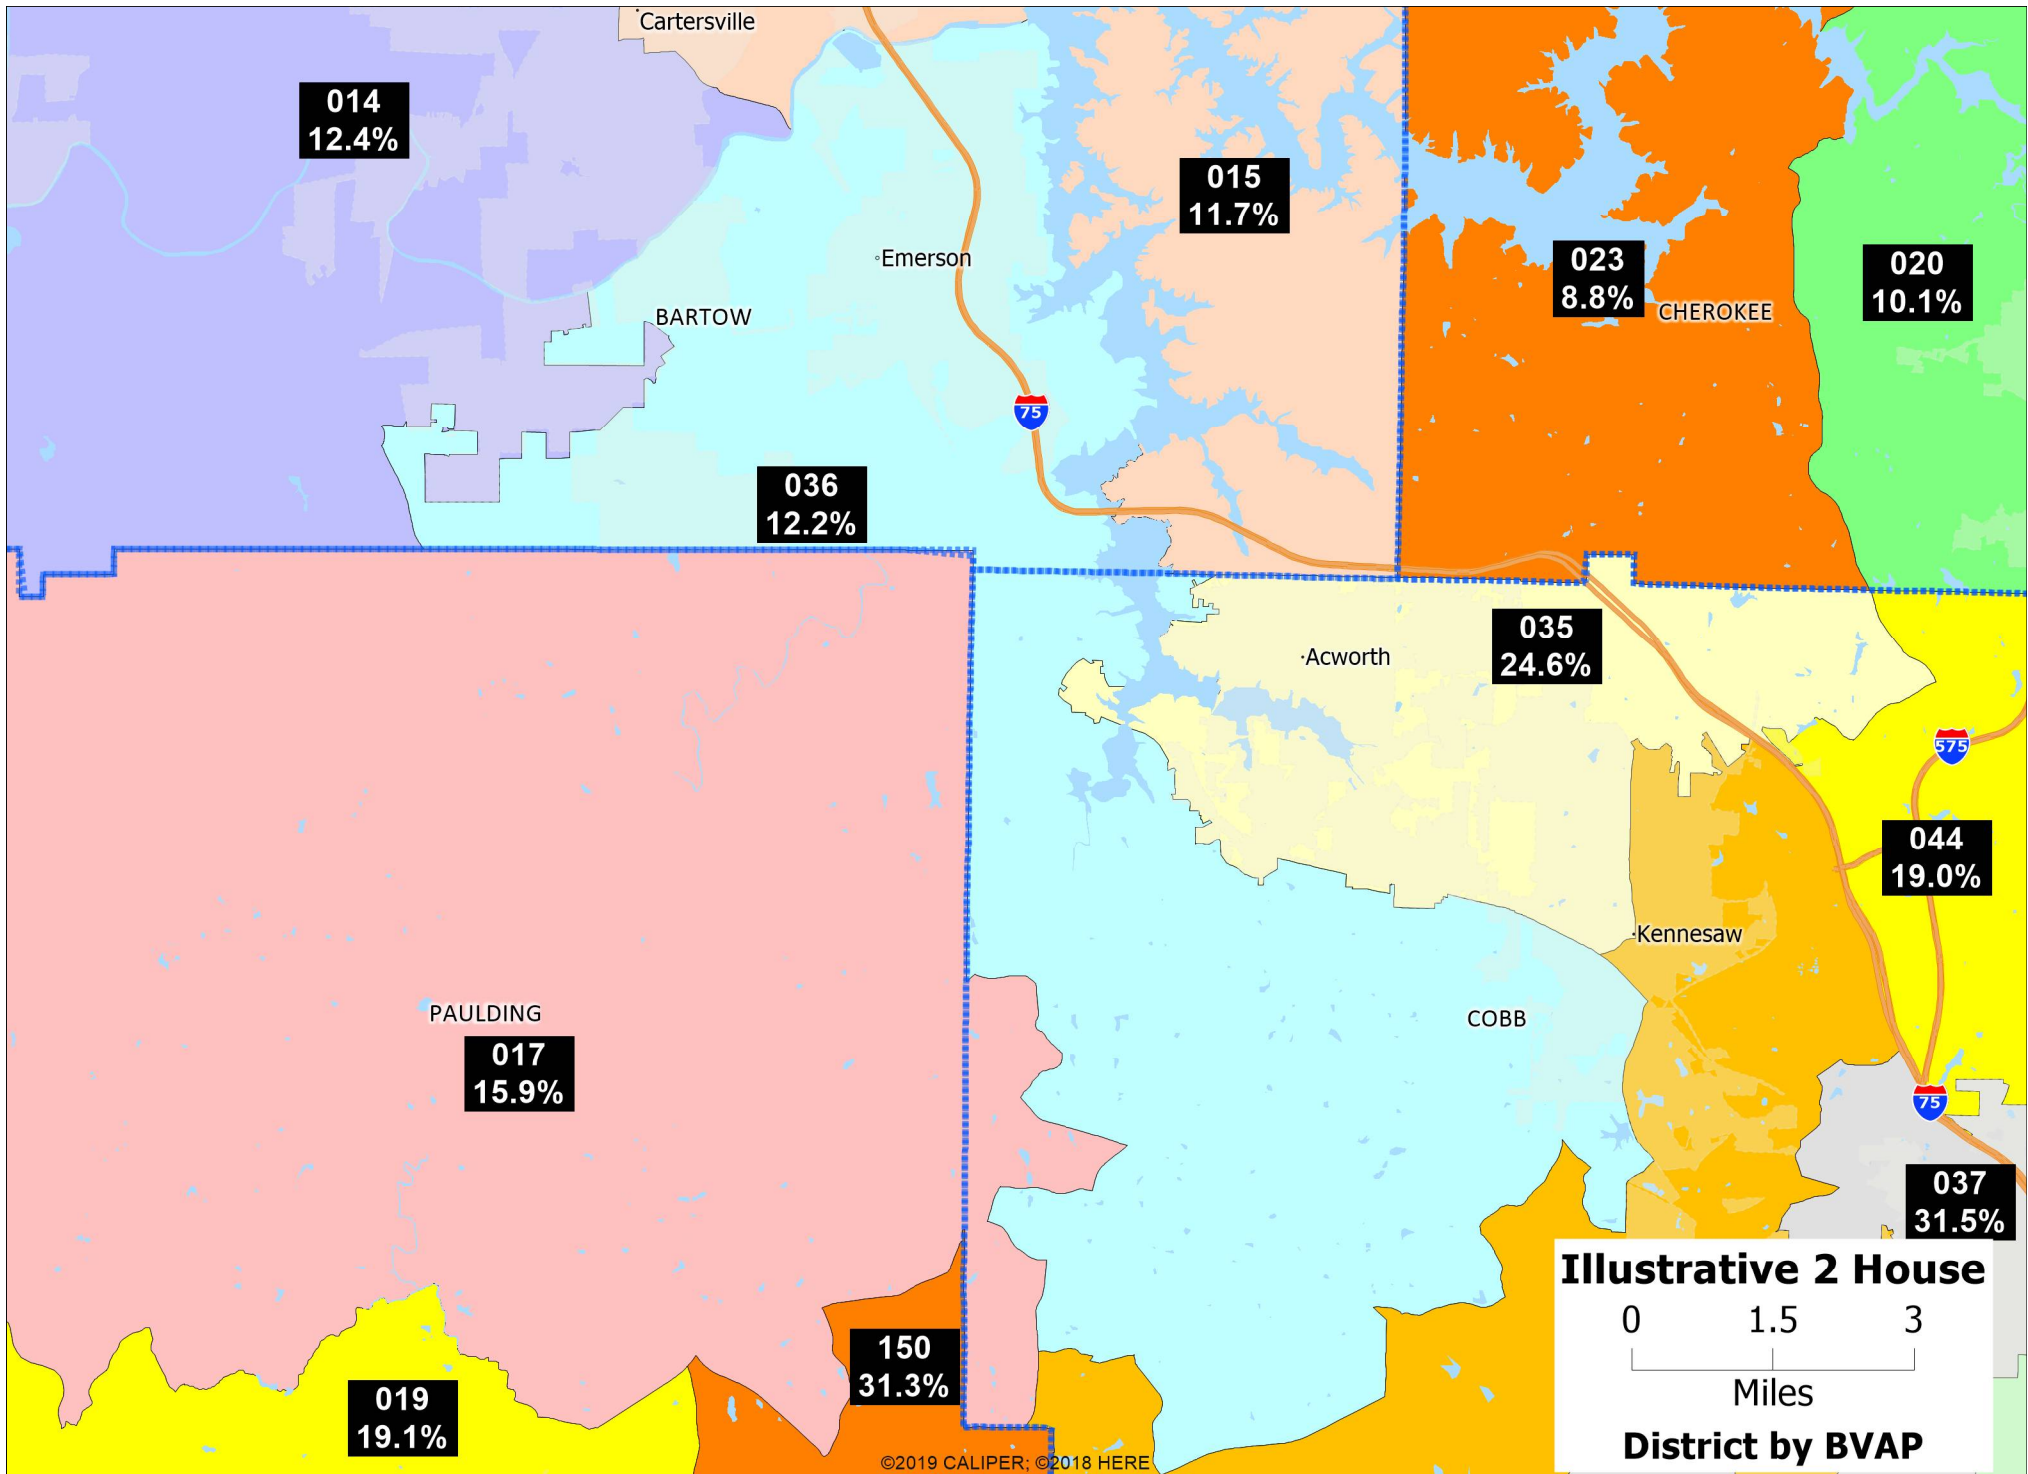 Cartersville
014
12.4%
015
11.7%
023
8.8%
020
10.1%
Emerson
BARTOW
CHEROKEE
75
036
12.2%
035
24.6%
Acworth
575
044
19.0%
Kennesaw
PAULDING
COBB
017
15.9%
75
037
31.5%
150
31.3%
019
19.1%
Illustrative 2 House
0 1.5 3
Miles
District by BVAP
©2019 CALIPER; ©2018 HERE